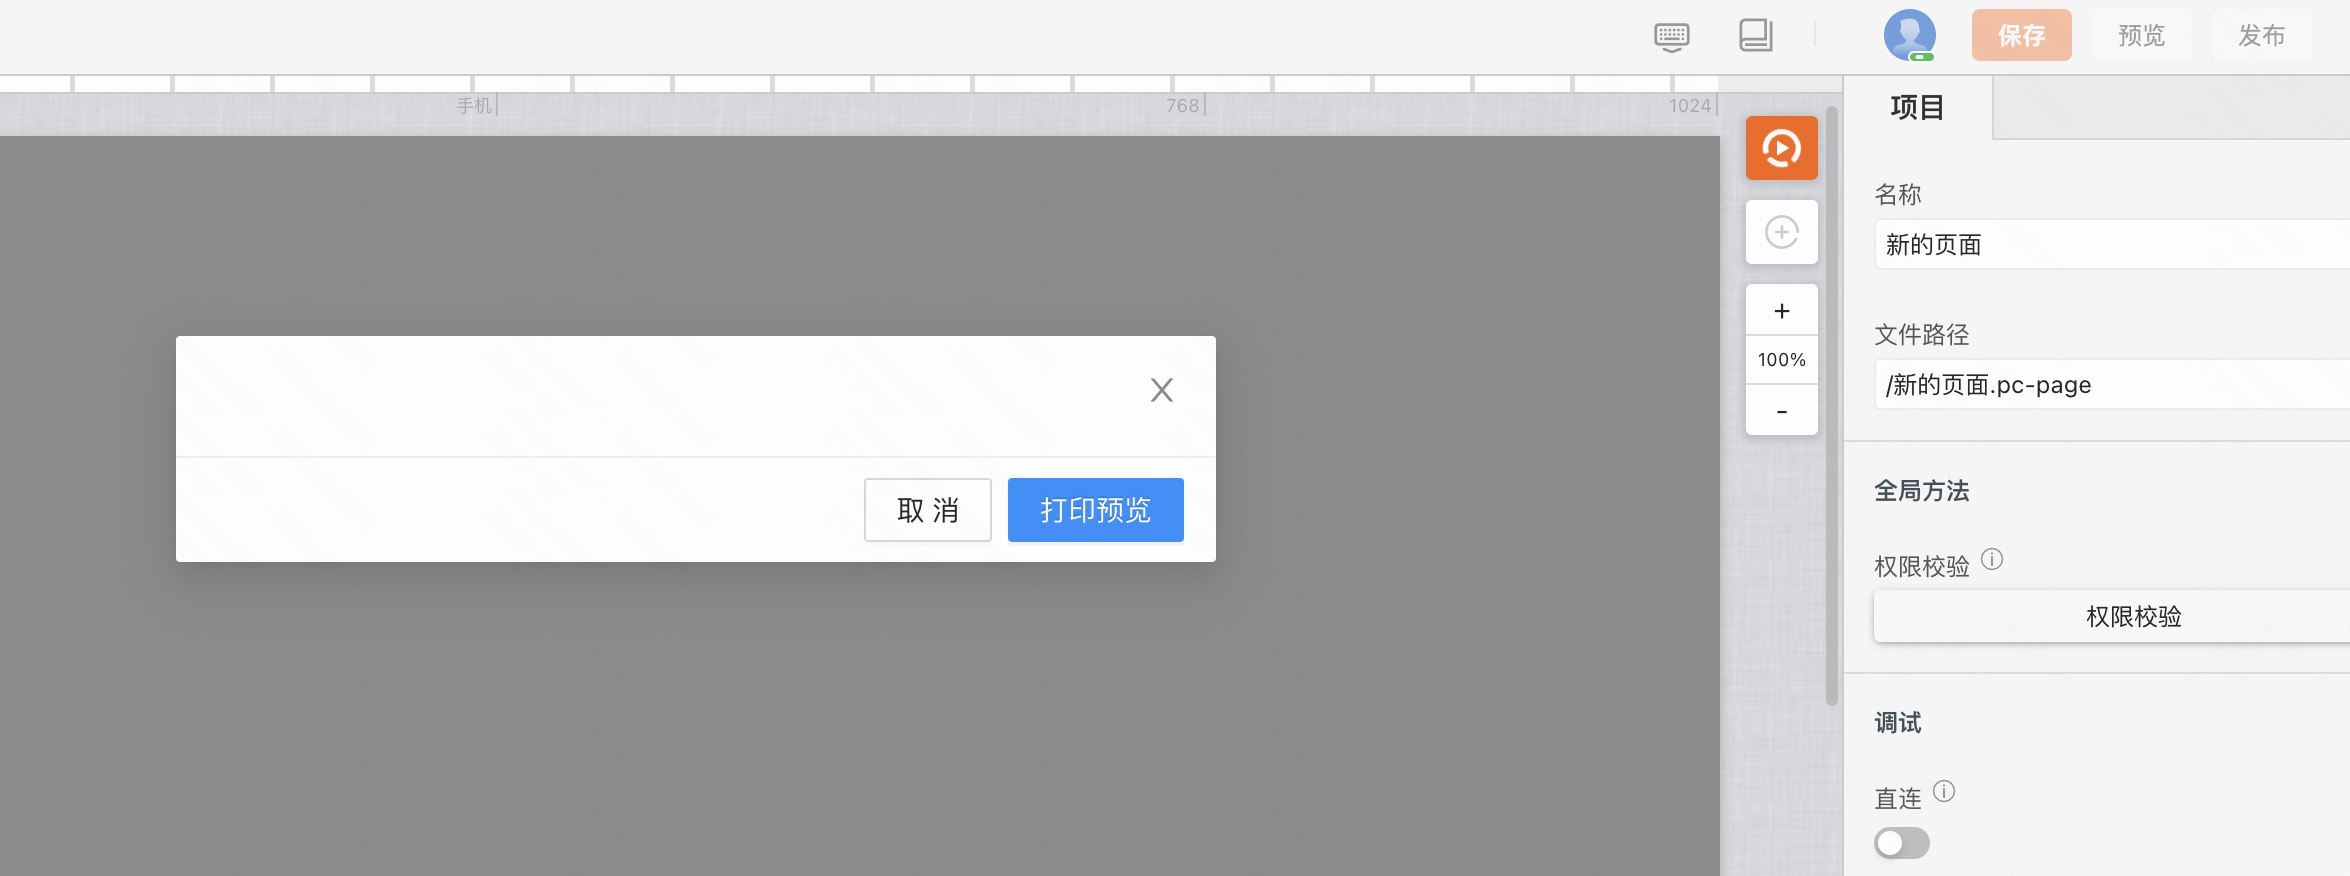 保存
预览
发布
手机
768
1024
项目
名称
新的页面
+
100%
-
文件路径
/新的页面.pc-page
X
取 消
打印预览
全局方法
权限校验
权限校验
调试
直连